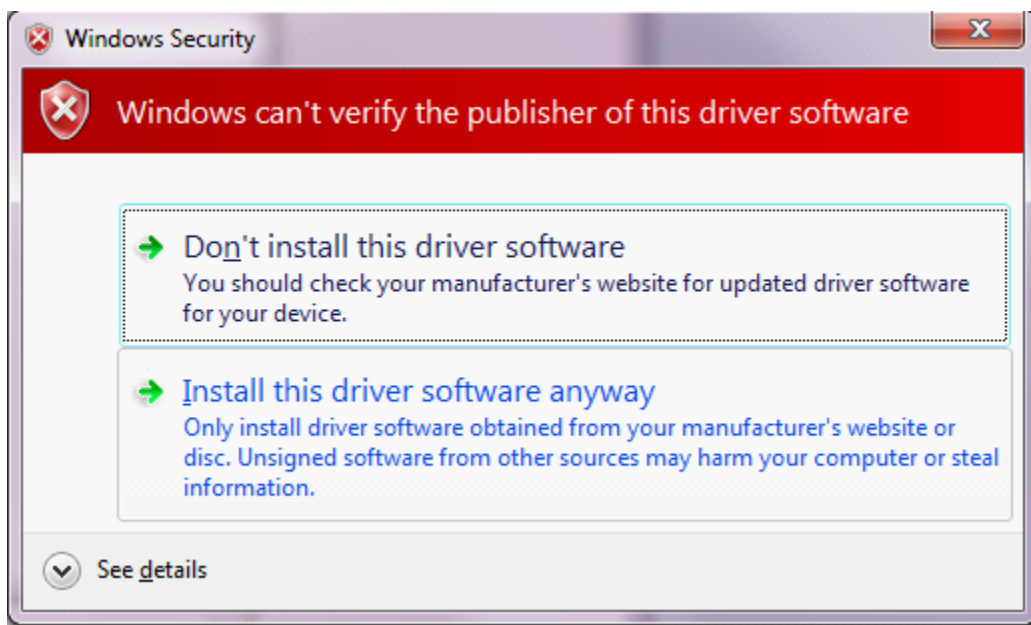 Windows Security
Windows can't verify the publisher of this driver software
Don't install this driver software
You should check your manufacturer's website for updated driver software
for your device.
Install this driver software anyway
Only install driver software obtained from your manufacturer's website or
disc. Unsigned software from other sources may harm your computer or steal
information.
See details